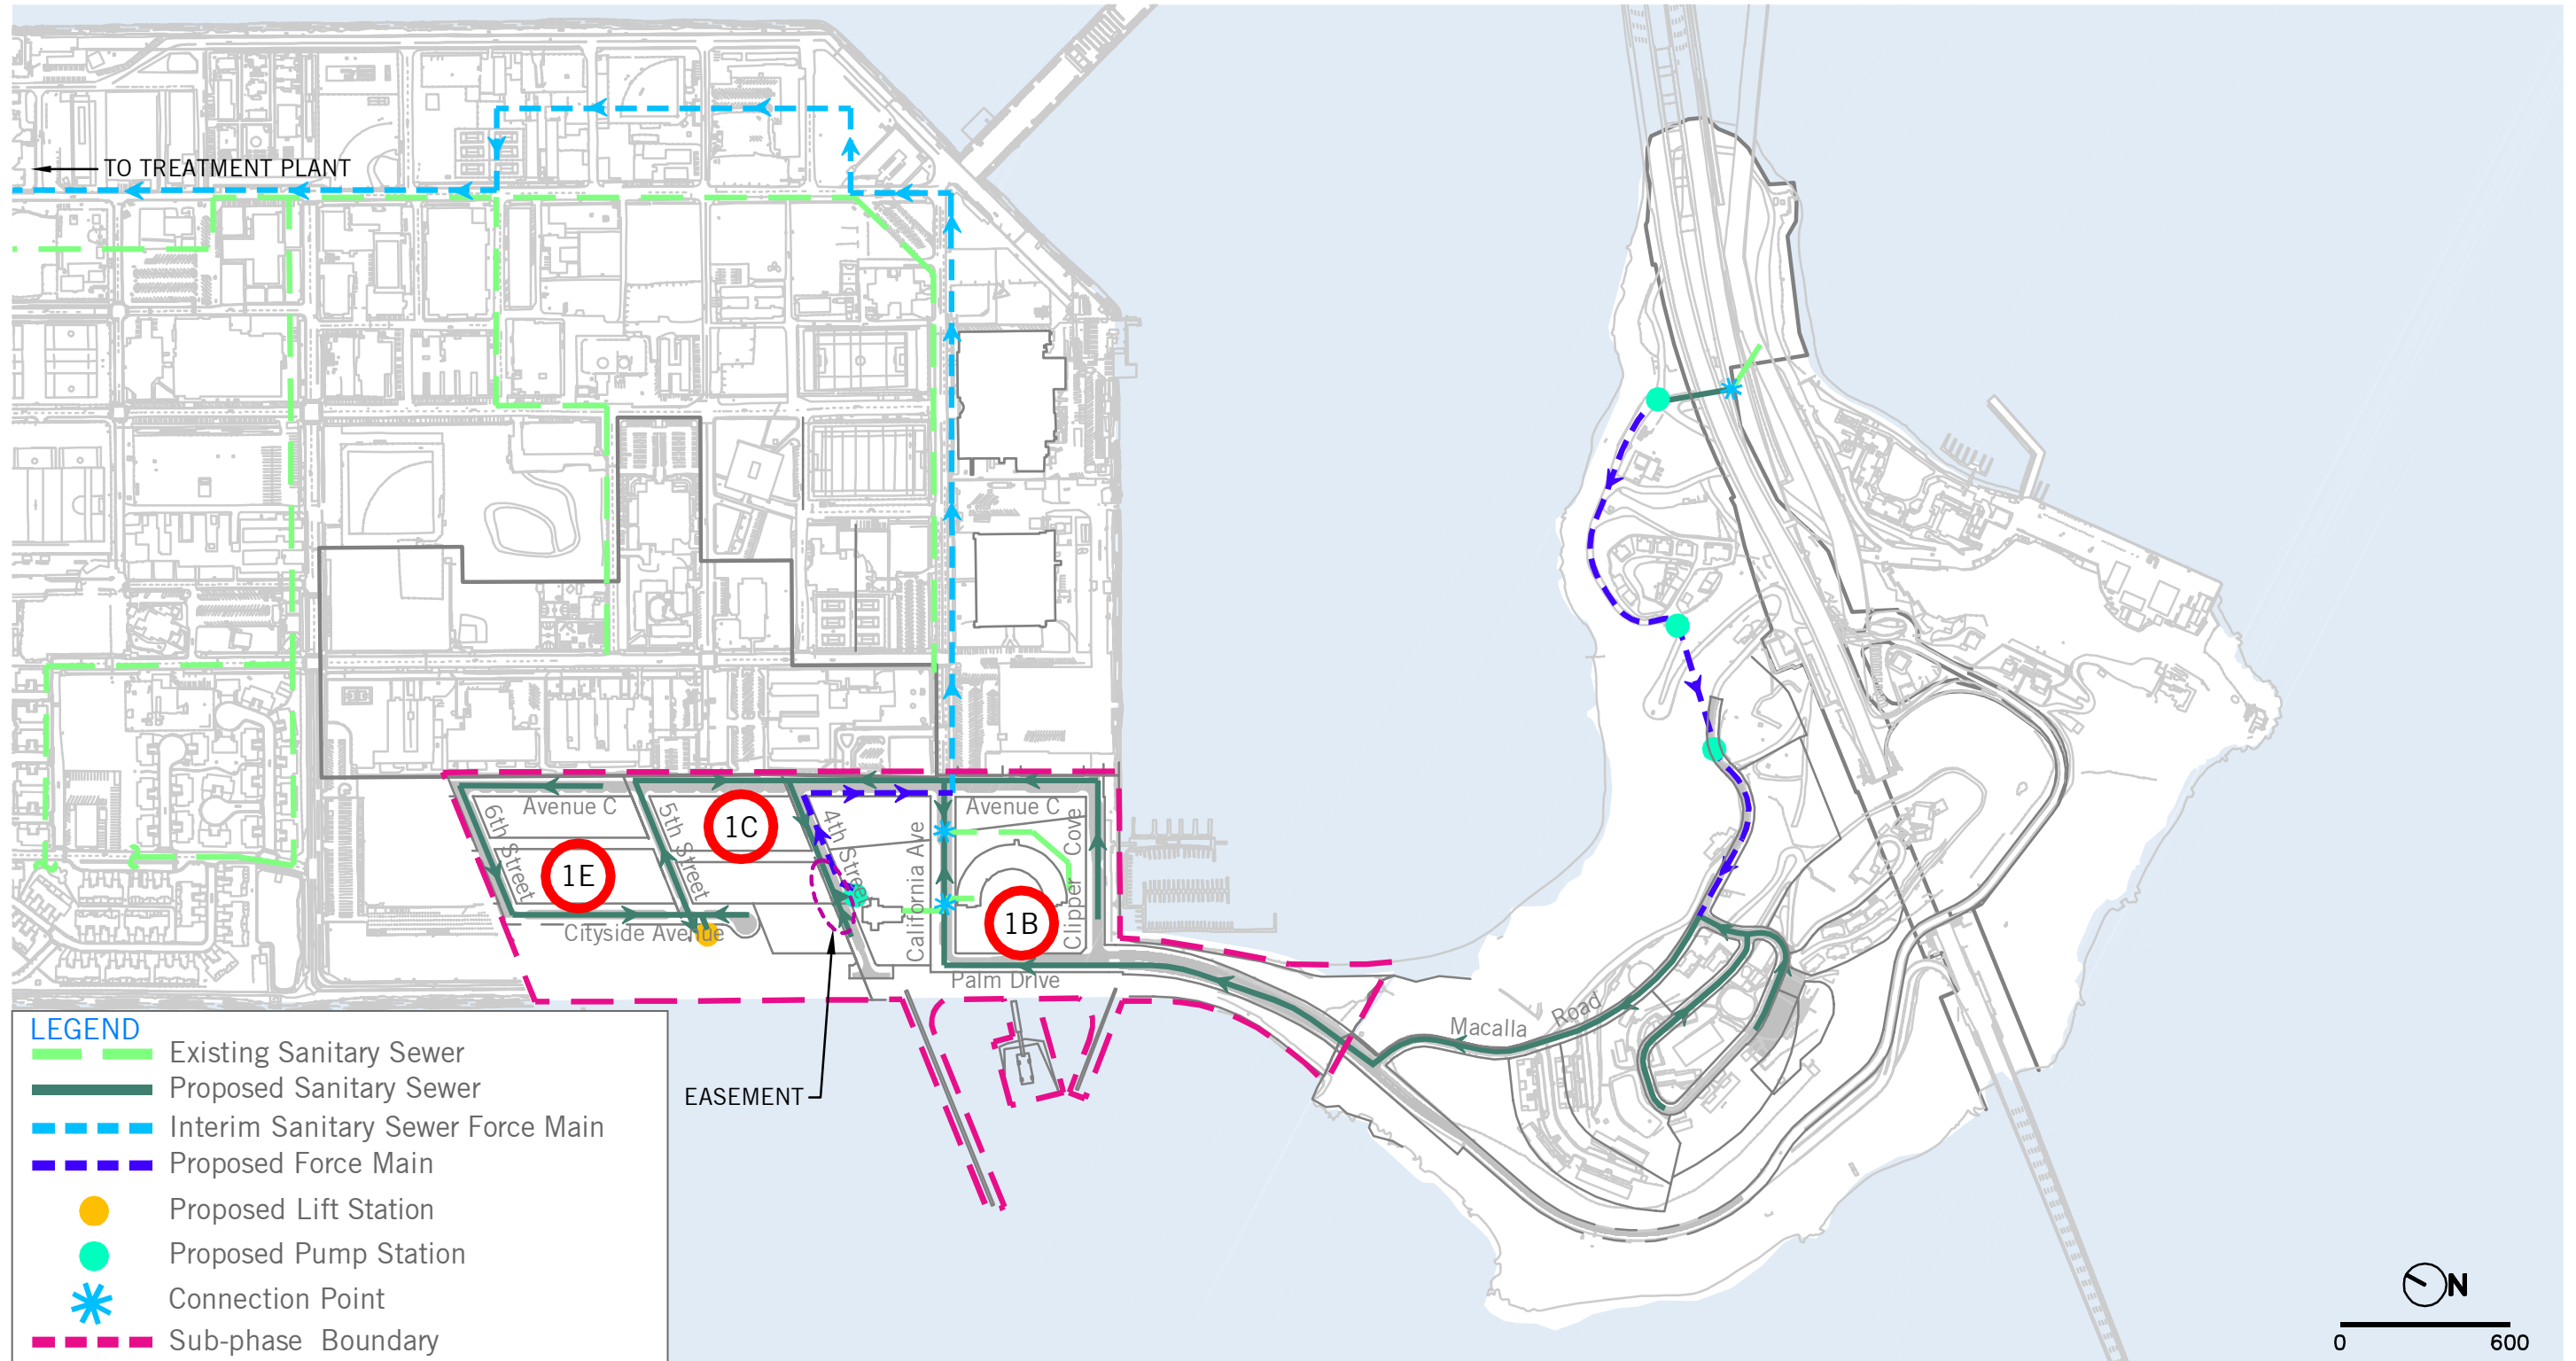 TO TREATMENT PLANT
Avenue C
Avenue C
6th Street
5th Street
4th Street
1C
1E
1B
California Ave
Clipper Cove
Cityside Avenue
Palm Drive
Macalla Road
EASEMENT
LEGEND
Existing Sanitary Sewer
Proposed Sanitary Sewer
Interim Sanitary Sewer Force Main
Proposed Force Main
Proposed Lift Station
Proposed Pump Station
Connection Point
Sub-phase Boundary
N
0 600